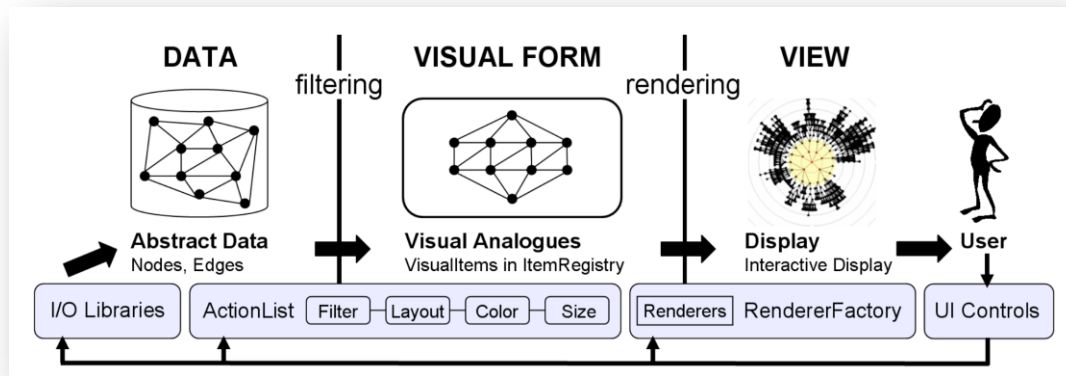 DATA
VISUAL FORM
VIEW
filtering
rendering
Abstract Data
Nodes, Edges
Visual Analogues
VisualItems in ItemRegistry
Display
Interactive Display
User
I/O Libraries
ActionList
Filter
Layout
Color
Size
Renderers
RendererFactory
UI Controls